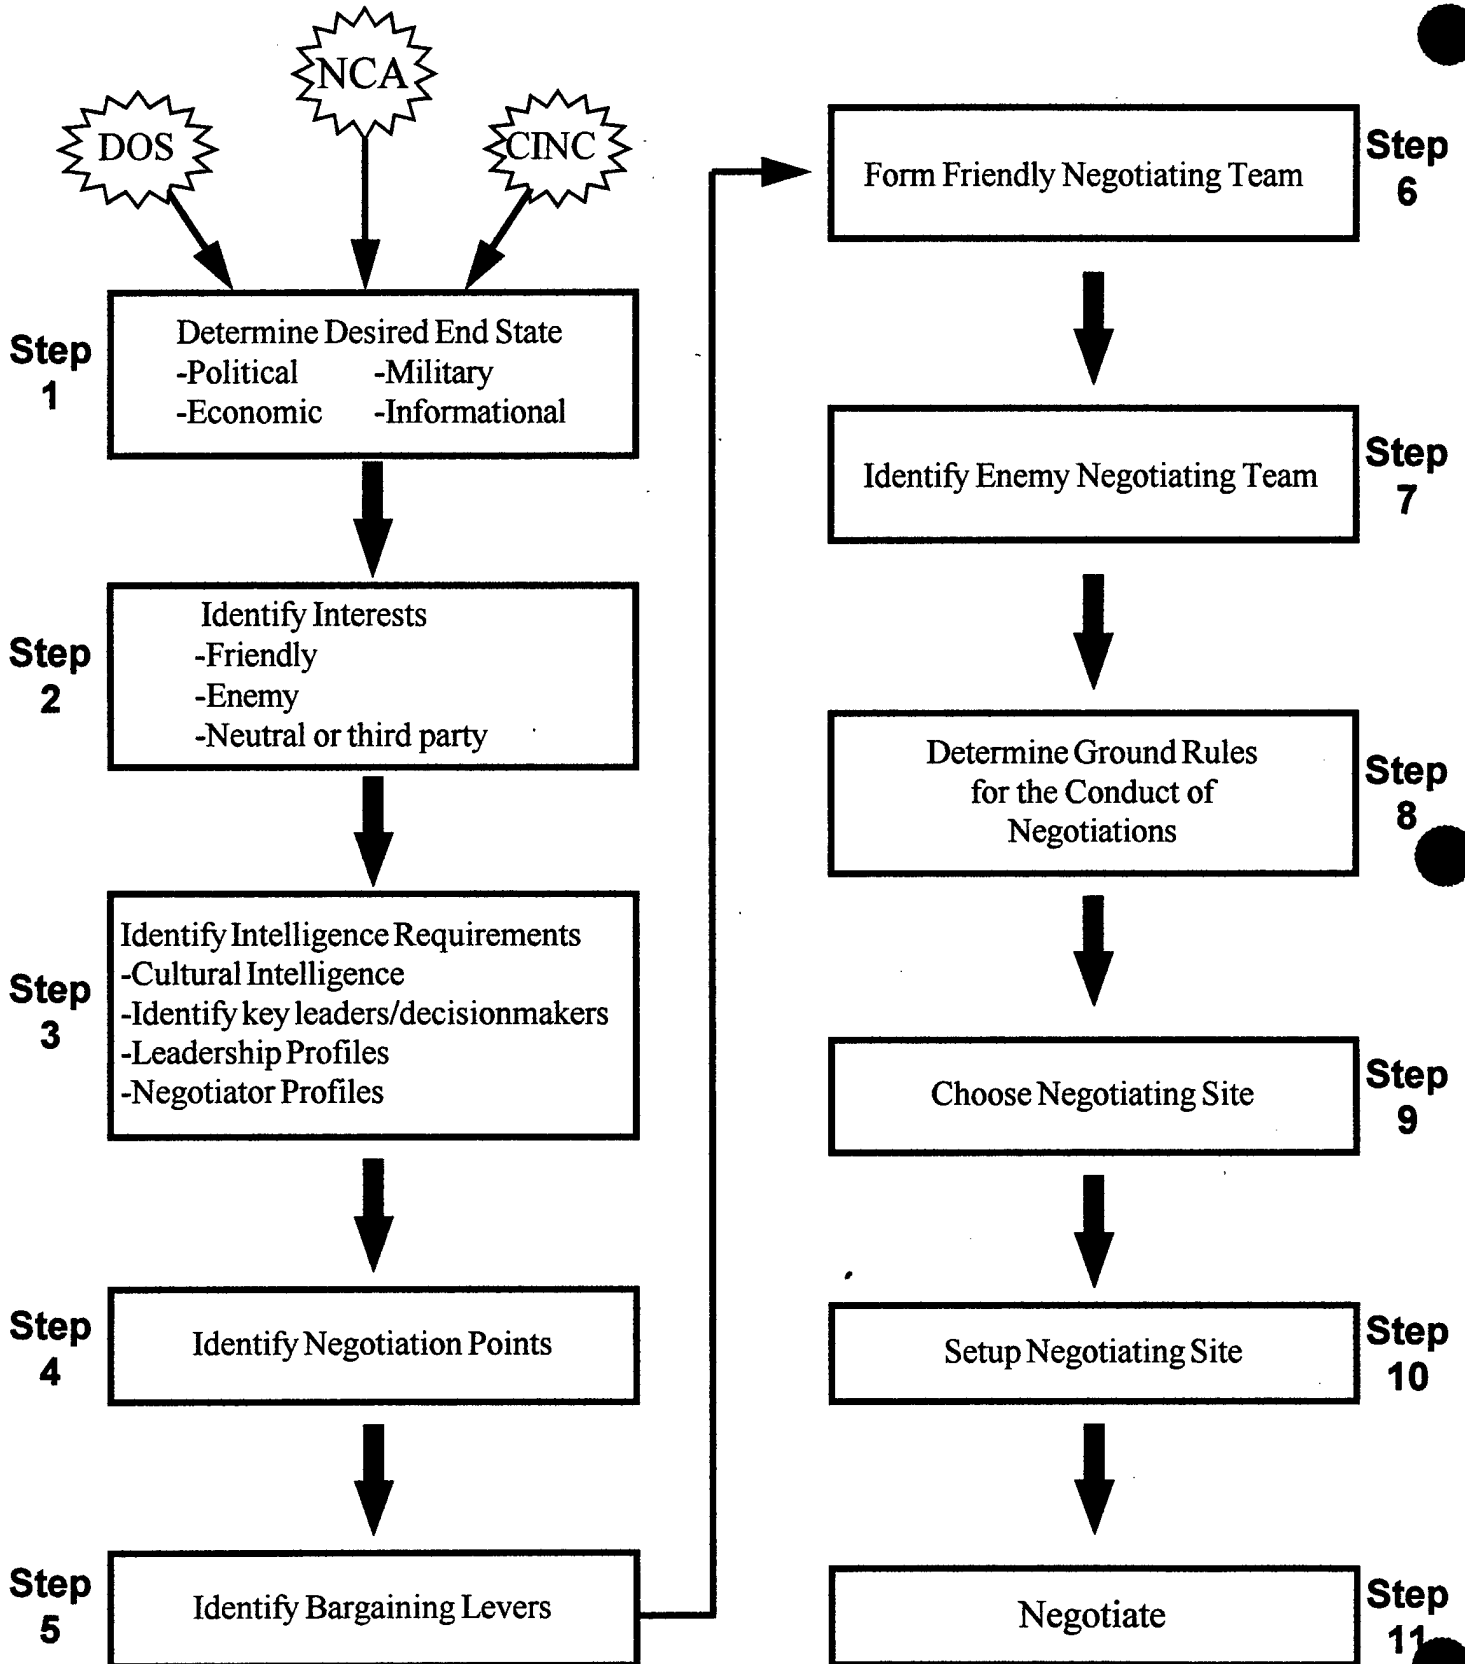 NCA
DOS
CINC
Step
1
Determine Desired End State
-Political -Military
-Economic -Informational
Step
2
Identify Interests
-Friendly
-Enemy
-Neutral or third party
Step
3
Identify Intelligence Requirements
-Cultural Intelligence
-Identify key leaders/decisionmakers
-Leadership Profiles
-Negotiator Profiles
Step
4
Identify Negotiation Points
Step
5
Identify Bargaining Levers
Form Friendly Negotiating Team
Step
6
Identify Enemy Negotiating Team
Step
7
Determine Ground Rules
for the Conduct of
Negotiations
Step
8
Choose Negotiating Site
Step
9
Setup Negotiating Site
Step
10
Negotiate
Step
11